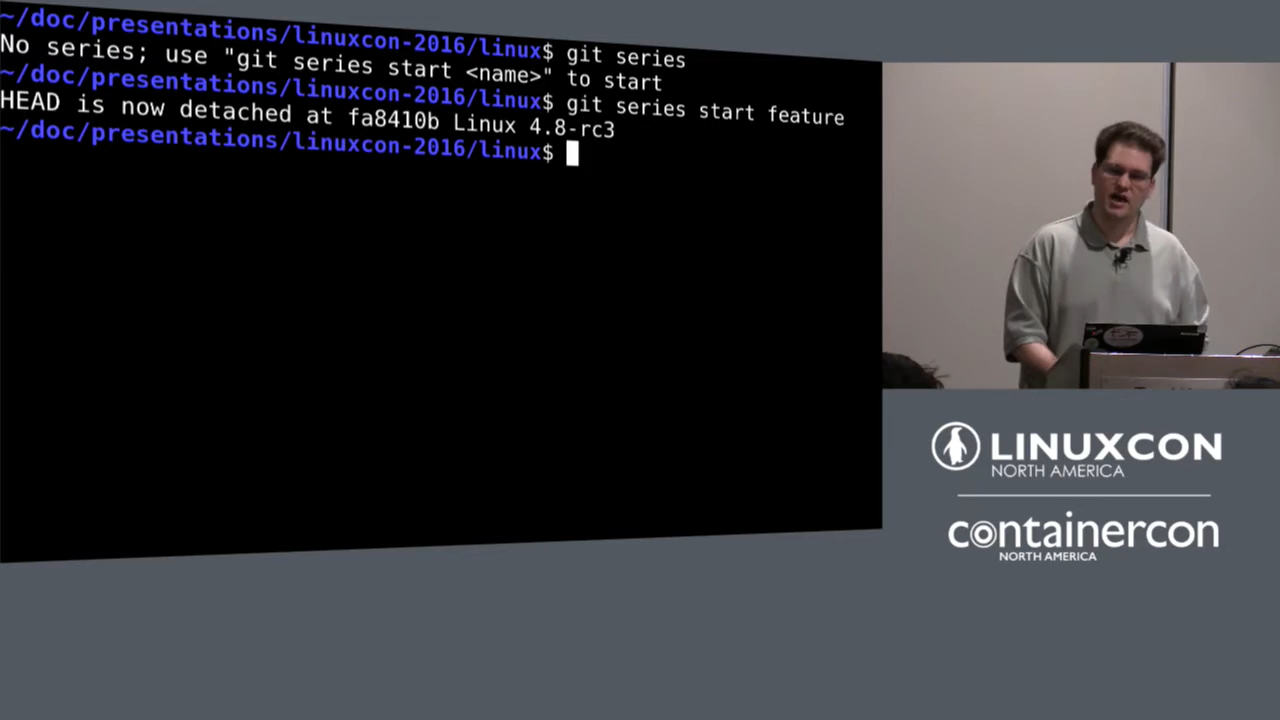 ~/doc/presentations/linuxcon-2016/linux$ git series
No series; use "git series start <name>" to start
~/doc/presentations/linuxcon-2016/linux$ git series start feature
HEAD is now detached at fa8410b Linux 4.8-rc3
~/doc/presentations/linuxcon-2016/linux$
LINUXCON
NORTH AMERICA
containercon
NORTH AMERICA